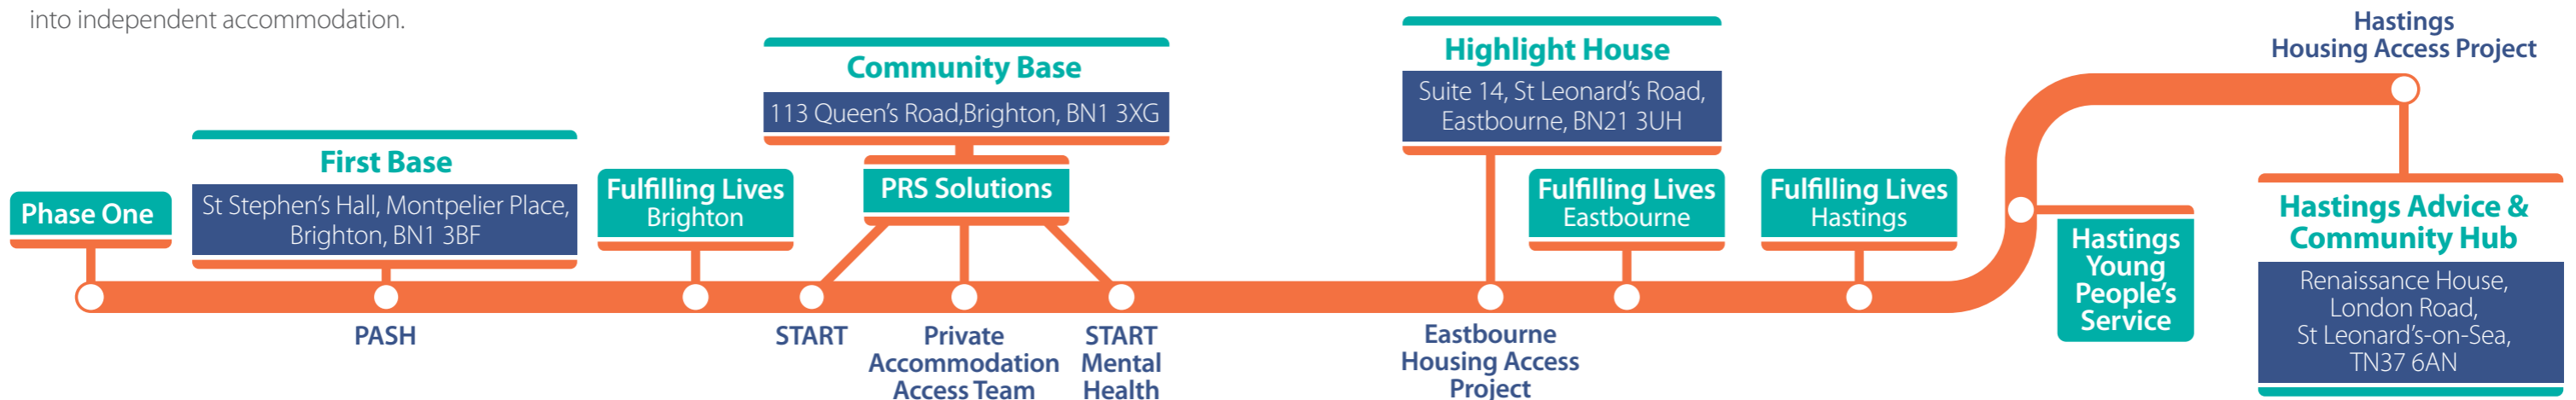 into independent accommodation.
Phase One
First Base
St Stephen’s Hall, Montpelier Place,
Brighton, BN1 3BF
PASH
Fulfilling Lives
Brighton
Community Base
113 Queen’s Road,Brighton, BN1 3XG
PRS Solutions
START
Private
Accommodation
Access Team
START
Mental
Health
Highlight House
Suite 14, St Leonard’s Road,
Eastbourne, BN21 3UH
Eastbourne
Housing Access
Project
Fulfilling Lives
Eastbourne
Fulfilling Lives
Hastings
Hastings
Young
People’s
Service
Hastings
Housing Access Project
Hastings Advice &
Community Hub
Renaissance House,
London Road,
St Leonard’s-on-Sea,
TN37 6AN